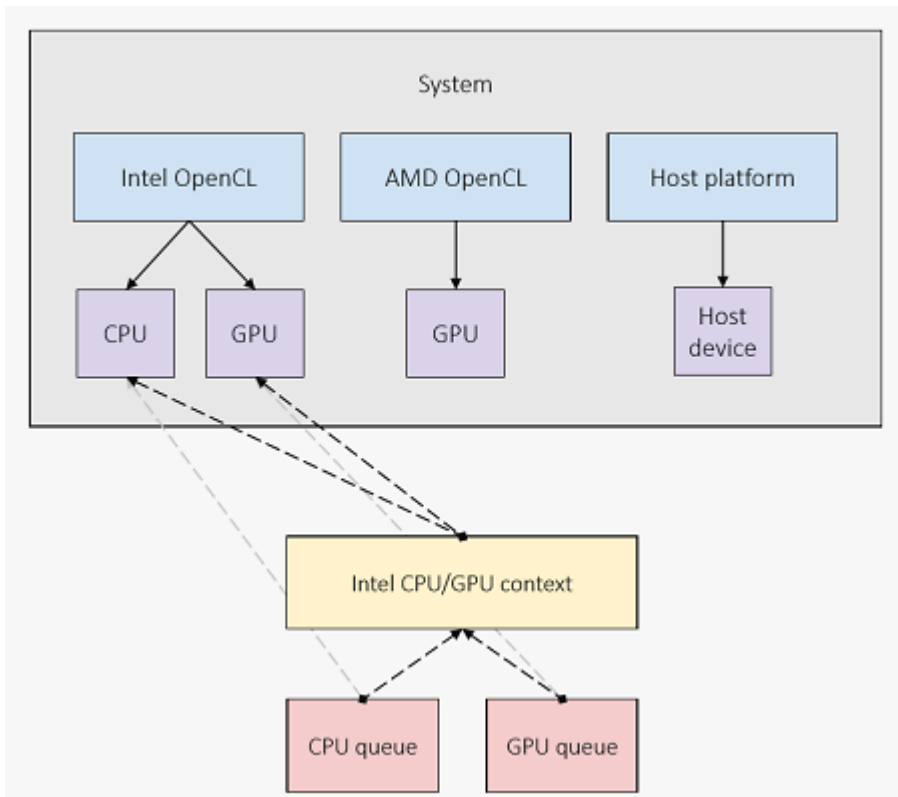 System
Intel OpenCL
AMD OpenCL
Host platform
CPU
GPU
GPU
Host
device
Intel CPU/GPU context
CPU queue
GPU queue